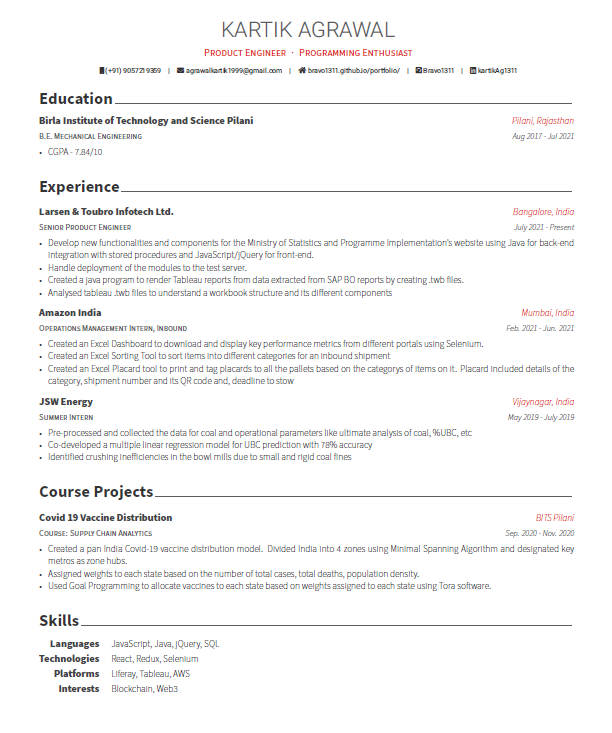 KARTIK AGRAWAL
Product Engineer · Programming Enthusiast
(+91) 9057219359 | agrawalkartik1999@gmail.com | bravo1311.github.io/portfolio/ | Bravo1311 | kartikAg1311
Education
Birla Institute of Technology and Science Pilani Pilani, Rajasthan
B.E. Mechanical Engineering Aug 2017 - Jul 2021
• CGPA - 7.84/10
Experience
Larsen & Toubro Infotech Ltd. Bangalore, India
Senior Product Engineer July 2021 - Present
• Develop new functionalities and components for the Ministry of Statistics and Programme Implementation's website using Java for back-end
integration with stored procedures and JavaScript/jQuery for front-end.
• Handle deployment of the modules to the test server.
• Created a java program to render Tableau reports from data extracted from SAP BO reports by creating .twb files.
• Analysed tableau .twb files to understand a workbook structure and its different components
Amazon India Mumbai, India
Operations Management Intern, Inbound Feb. 2021 - Jun. 2021
• Created an Excel Dashboard to download and display key performance metrics from different portals using Selenium.
• Created an Excel Sorting Tool to sort items into different categories for an inbound shipment
• Created an Excel Placard tool to print and tag placards to all the pallets based on the categorys of items on it. Placard included details of the
category, shipment number and its QR code and, deadline to stow
JSW Energy Vijaynagar, India
Summer Intern May 2019 - July 2019
• Pre-processed and collected the data for coal and operational parameters like ultimate analysis of coal, %UBC, etc
• Co-developed a multiple linear regression model for UBC prediction with 78% accuracy
• Identified crushing inefficiencies in the bowl mills due to small and rigid coal fines
Course Projects
Covid 19 Vaccine Distribution BITS Pilani
Course: Supply Chain Analytics Sep. 2020 - Nov. 2020
• Created a pan India Covid-19 vaccine distribution model. Divided India into 4 zones using Minimal Spanning Algorithm and designated key
metros as zone hubs.
• Assigned weights to each state based on the number of total cases, total deaths, population density.
• Used Goal Programming to allocate vaccines to each state based on weights assigned to each state using Tora software.
Skills
Languages JavaScript, Java, jQuery, SQL
Technologies React, Redux, Selenium
Platforms Liferay, Tableau, AWS
Interests Blockchain, Web3